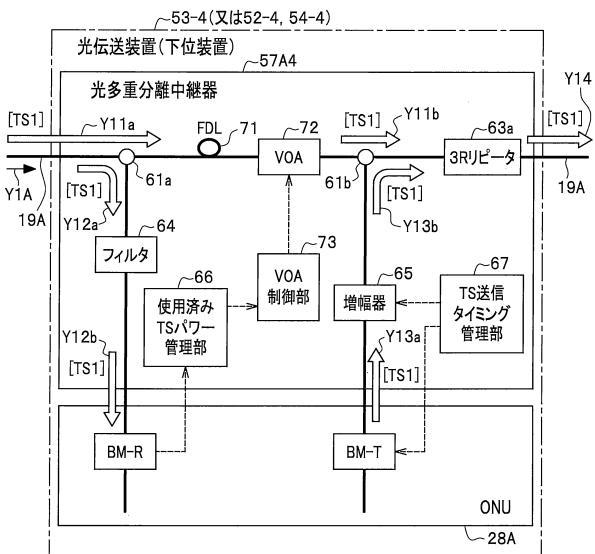 53-4(又は52-4, 54-4)
光伝送装置(下位装置)
57A4
光多重分離中継器
[TS1]
Y11a
FDL
71
72
[TS1]
Y11b
63a
[TS1]
Y14
VOA
3Rリピータ
Y1A
19A
[TS1]
Y12a
61a
61b
[TS1]
Y13b
19A
64
フィルタ
66
使用済み
TSパワー
管理部
73
VOA
制御部
65
増幅器
67
TS送信
タイミング
管理部
Y12b
[TS1]
Y13a
[TS1]
BM-R
BM-T
ONU
28A